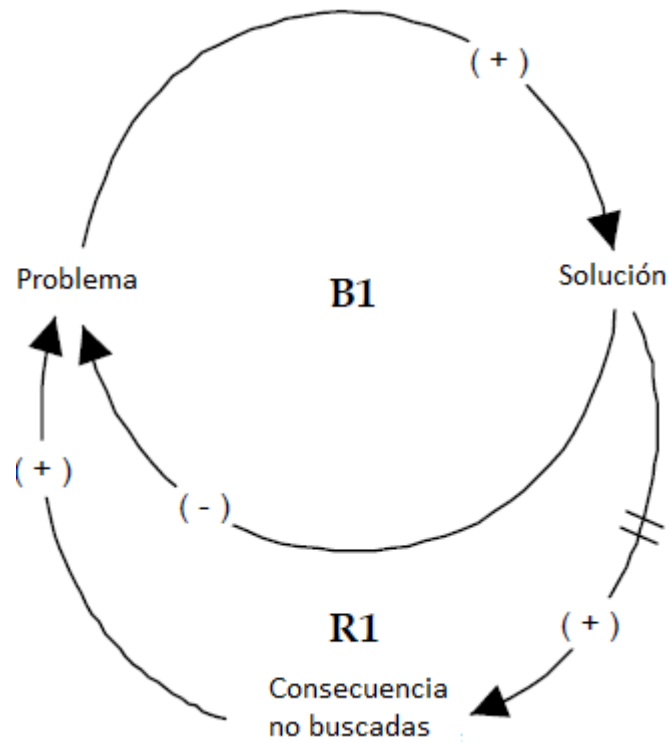 ( + )
Problema
B1
Solución
( + )
( - )
R1
( + )
Consecuencia
no buscadas